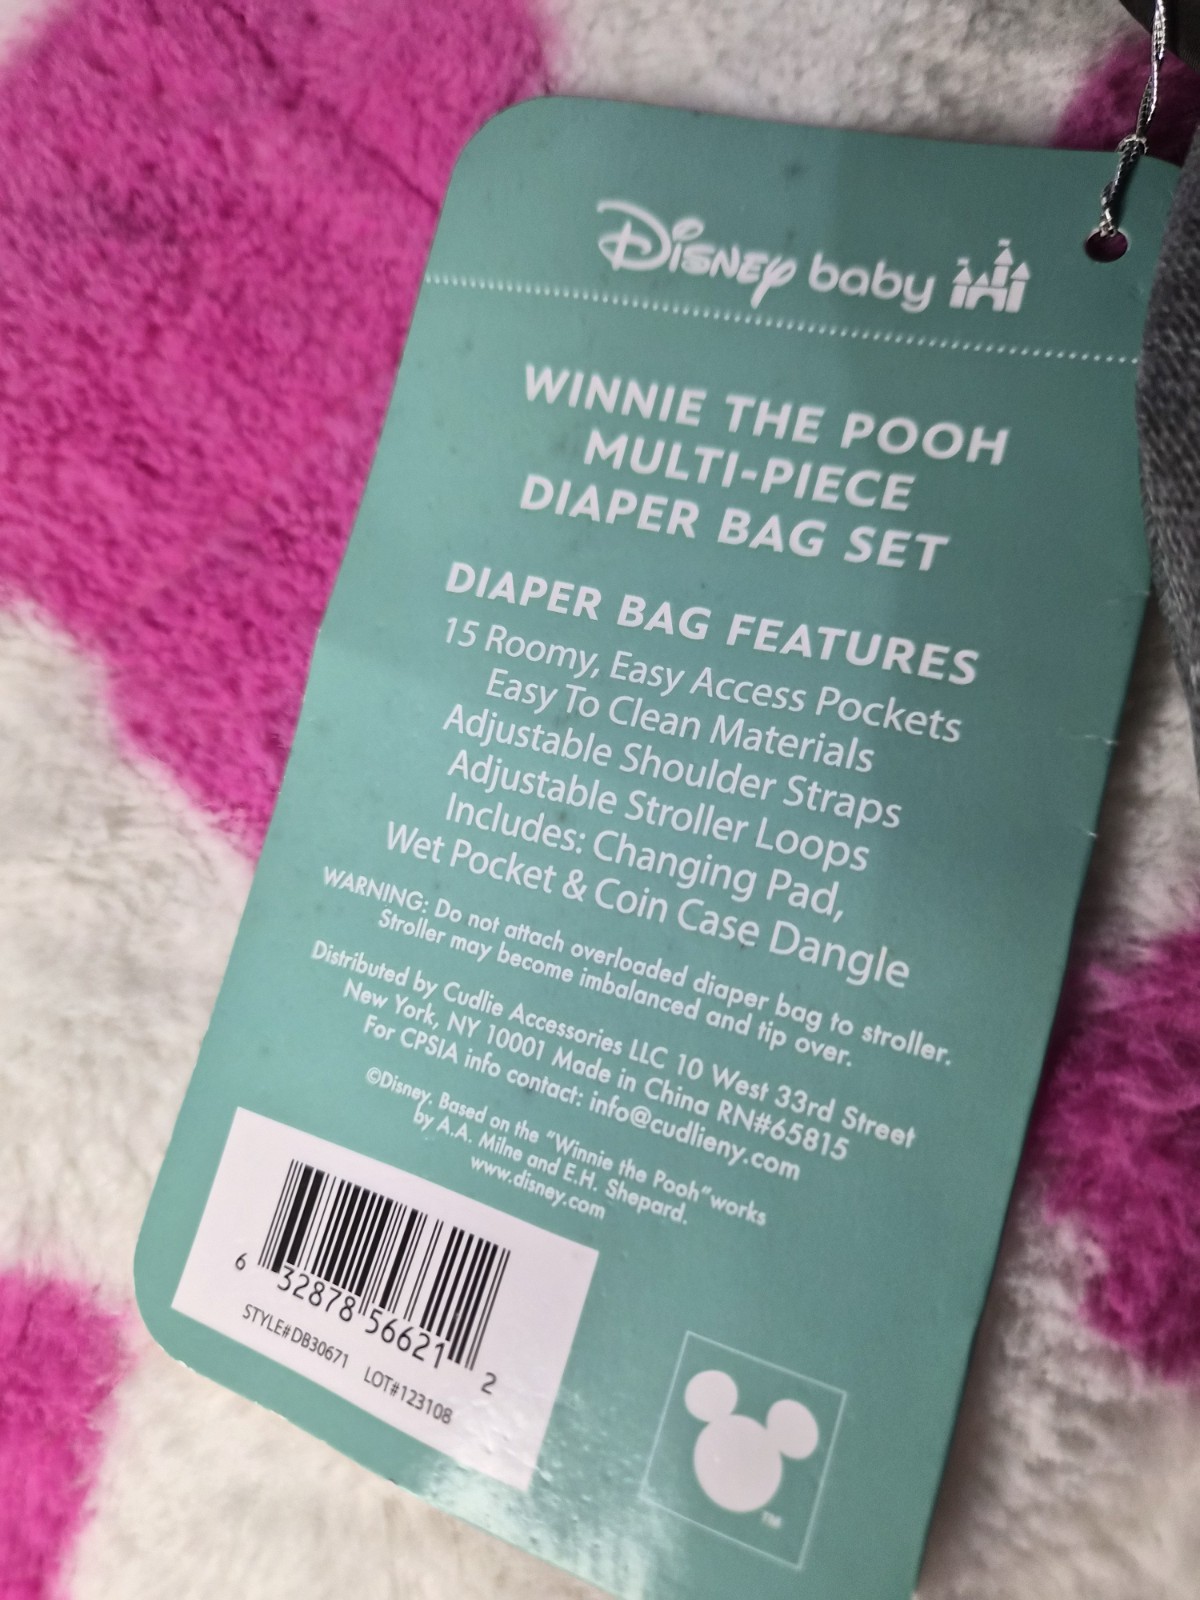 Disney baby
WINNIE THE POOH
MULTI-PIECE
DIAPER BAG SET
DIAPER BAG FEATURES
15 Roomy, Easy Access Pockets
Easy To Clean Materials
Adjustable Shoulder Straps
Adjustable Stroller Loops
Includes: Changing Pad,
Wet Pocket & Coin Case Dangle
WARNING: Do not attach overloaded diaper bag to stroller.
Stroller may become imbalanced and tip over.
Distributed by Cudlie Accessories LLC 10 West 33rd Street
New York, NY 10001 Made in China RN#65815
For CPSIA info contact: info@cudlieny.com
©Disney. Based on the "Winnie the Pooh" works
by A.A. Milne and E.H. Shepard.
www.disney.com
6 32878 56621 2
STYLE#DB30671 LOT#123108
TM